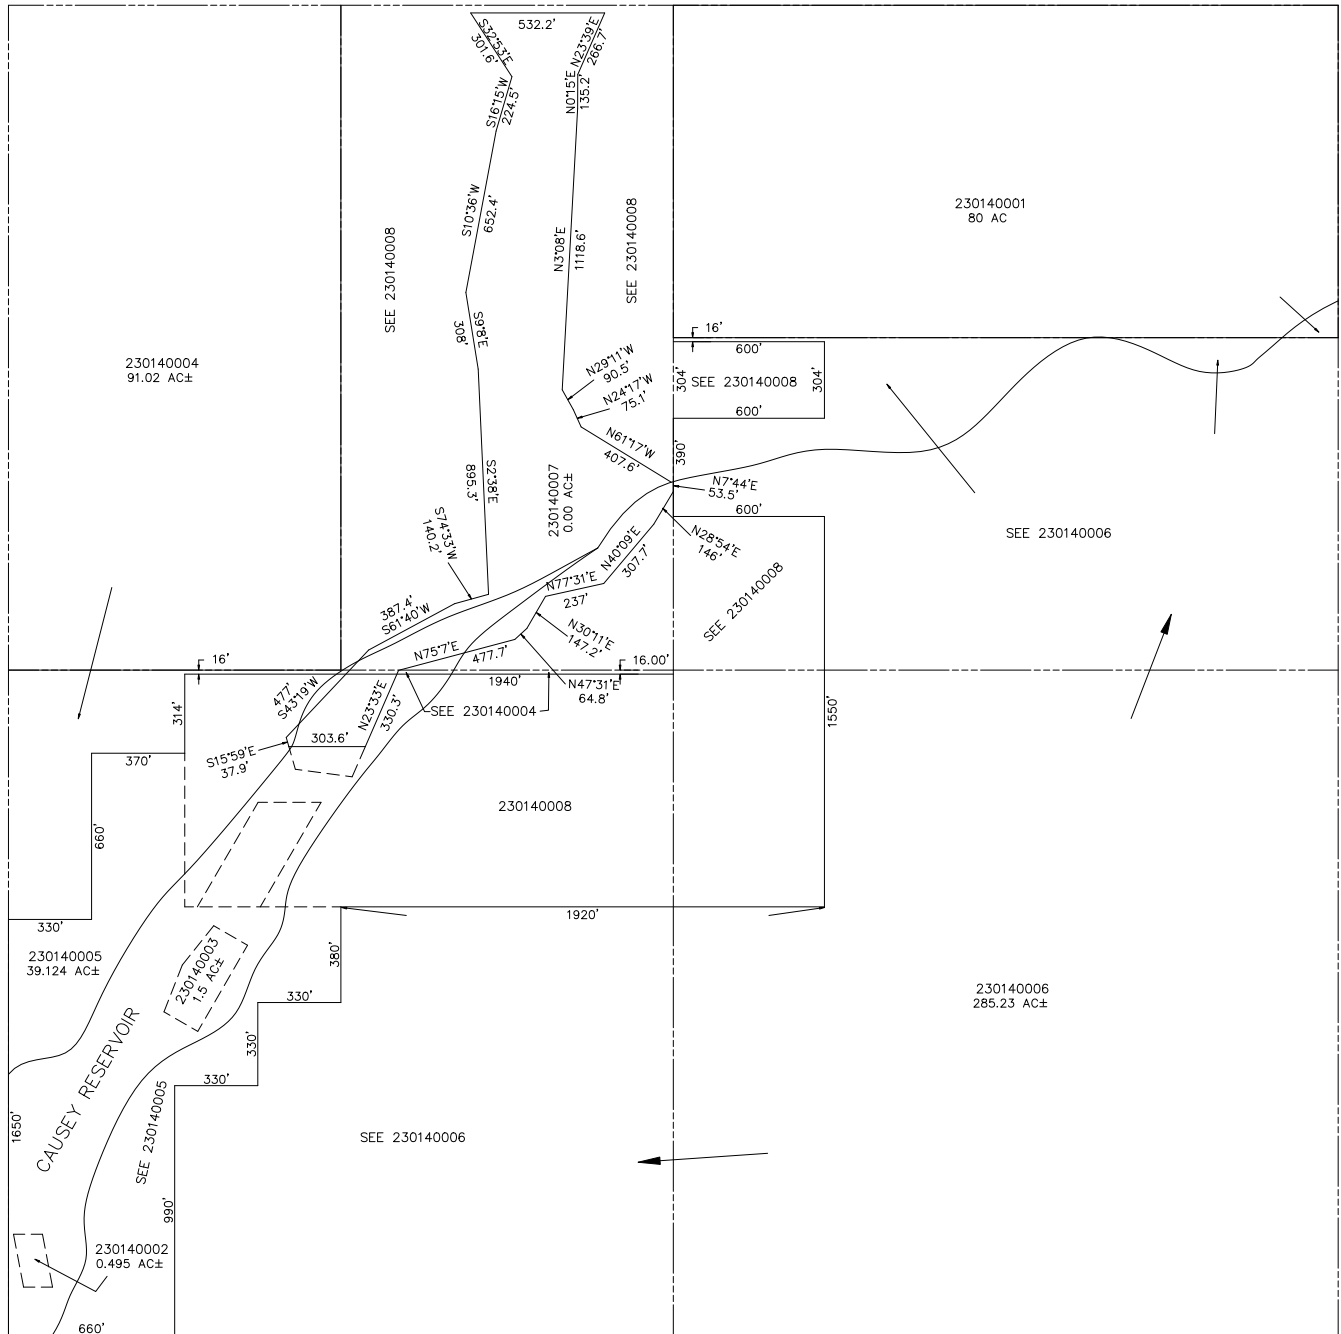 532.2'
S32°53'E
301.6'
N23°39'E
266.7'
S16°15'W
224.5'
N0°15'E
135.2'
S10°36'W
652.4'
N3°08'E
1118.6'
SEE 230140008
SEE 230140008
230140001
80 AC
S9°8'E
308'
16'
600'
230140004
91.02 AC±
N29°11'W
90.5'
N24°17'W
75.1'
304'
SEE 230140008
304'
600'
N61°17'W
407.6'
390'
S2°38'E
895.3'
230140007
0.00 AC±
N7°44'E
53.5'
600'
S74°33'W
140.2'
N40°09'E
307.7'
N28°54'E
146'
SEE 230140006
SEE 230140008
N77°31'E
237'
387.4'
S61°40'W
N30°11'E
147.2'
N75°7'E
477.7'
16'
16.00'
1940'
N47°31'E
64.8'
477'
S43°19'W
N23°33'E
330.3'
SEE 230140004
314'
1550'
303.6'
S15°59'E
37.9'
370'
230140008
660'
330'
1920'
230140005
39.124 AC±
230140003
1.5 AC±
380'
330'
230140006
285.23 AC±
330'
330'
CAUSEY RESERVOIR
1650'
SEE 230140005
SEE 230140006
990'
230140002
0.495 AC±
660'